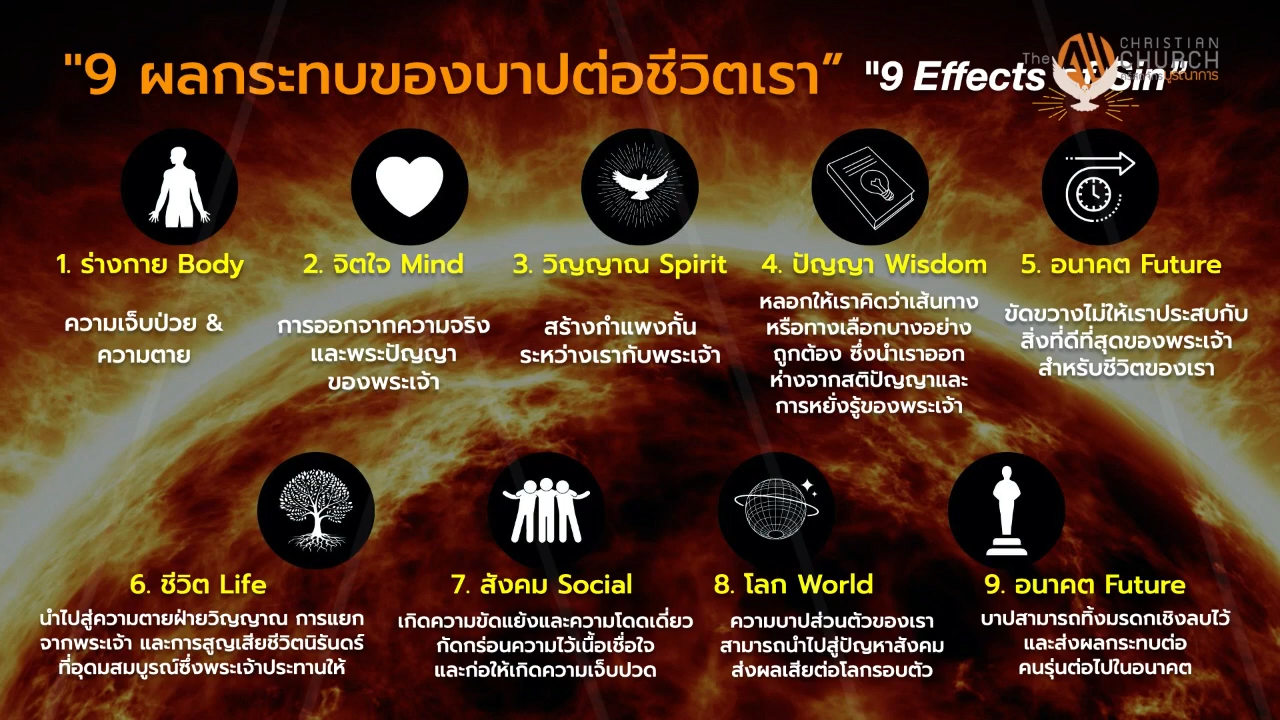 "9 ผลกระทบของบาปต่อชีวิตเรา” "9 Effects of Sin”
The CHRISTIAN
CHURCH
บูรณาการ
1. ร่างกาย Body
ความเจ็บป่วย &
ความตาย
2. จิตใจ Mind
การออกจากความจริง
และพระปัญญา
ของพระเจ้า
3. วิญญาณ Spirit
สร้างกำแพงกั้น
ระหว่างเรากับพระเจ้า
4. ปัญญา Wisdom
หลอกให้เราคิดว่าเส้นทาง
หรือทางเลือกบางอย่าง
ถูกต้อง ซึ่งนำเราออก
ห่างจากสติปัญญาและ
การหยั่งรู้ของพระเจ้า
5. อนาคต Future
ขัดขวางไม่ให้เราประสบกับ
สิ่งที่ดีที่สุดของพระเจ้า
สำหรับชีวิตของเรา
6. ชีวิต Life
นำไปสู่ความตายฝ่ายวิญญาณ การแยก
จากพระเจ้า และการสูญเสียชีวิตนิรันดร์
ที่อุดมสมบูรณ์ซึ่งพระเจ้าประทานให้
7. สังคม Social
เกิดความขัดแย้งและความโดดเดี่ยว
กัดกร่อนความไว้เนื้อเชื่อใจ
และก่อให้เกิดความเจ็บปวด
8. โลก World
ความบาปส่วนตัวของเรา
สามารถนำไปสู่ปัญหาสังคม
ส่งผลเสียต่อโลกรอบตัว
9. อนาคต Future
บาปสามารถทิ้งมรดกเชิงลบไว้
และส่งผลกระทบต่อ
คนรุ่นต่อไปในอนาคต